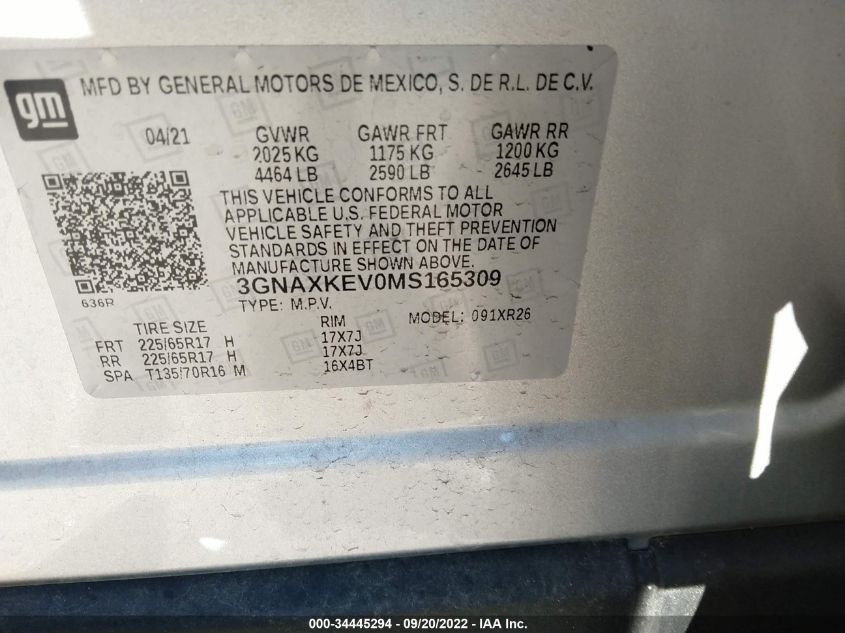 gm
MFD BY GENERAL MOTORS DE MEXICO, S. DE R.L. DE C.V.
04/21 GVWR GAWR FRT GAWR RR
2025 KG 1175 KG 1200 KG
4464 LB 2590 LB 2645 LB
THIS VEHICLE CONFORMS TO ALL
APPLICABLE U.S. FEDERAL MOTOR
VEHICLE SAFETY AND THEFT PREVENTION
STANDARDS IN EFFECT ON THE DATE OF
MANUFACTURE SHOWN ABOVE.
3GNAXKEV0MS165309
636R
TYPE: M.P.V.
MODEL: 091XR26
TIRE SIZE RIM
FRT 225/65R17 H 17X7J
RR 225/65R17 H 17X7J
SPA T135/70R16 M 16X4BT
000-34445294 - 09/20/2022 - IAA Inc.